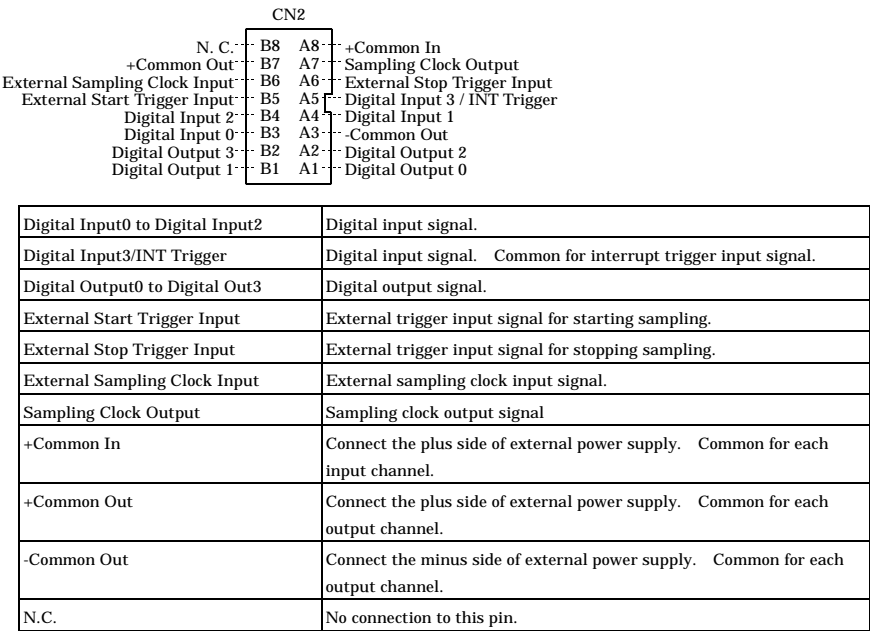 CN2
N. C. B8 A8 +Common In
+Common Out B7 A7 Sampling Clock Output
External Sampling Clock Input B6 A6 External Stop Trigger Input
External Start Trigger Input B5 A5 Digital Input 3 / INT Trigger
Digital Input 2 B4 A4 Digital Input 1
Digital Input 0 B3 A3 -Common Out
Digital Output 3 B2 A2 Digital Output 2
Digital Output 1 B1 A1 Digital Output 0
Digital Input0 to Digital Input2 Digital input signal.
Digital Input3/INT Trigger Digital input signal. Common for interrupt trigger input signal.
Digital Output0 to Digital Out3 Digital output signal.
External Start Trigger Input External trigger input signal for starting sampling.
External Stop Trigger Input External trigger input signal for stopping sampling.
External Sampling Clock Input External sampling clock input signal.
Sampling Clock Output Sampling clock output signal
+Common In Connect the plus side of external power supply. Common for each
input channel.
+Common Out Connect the plus side of external power supply. Common for each
output channel.
-Common Out Connect the minus side of external power supply. Common for each
output channel.
N.C. No connection to this pin.